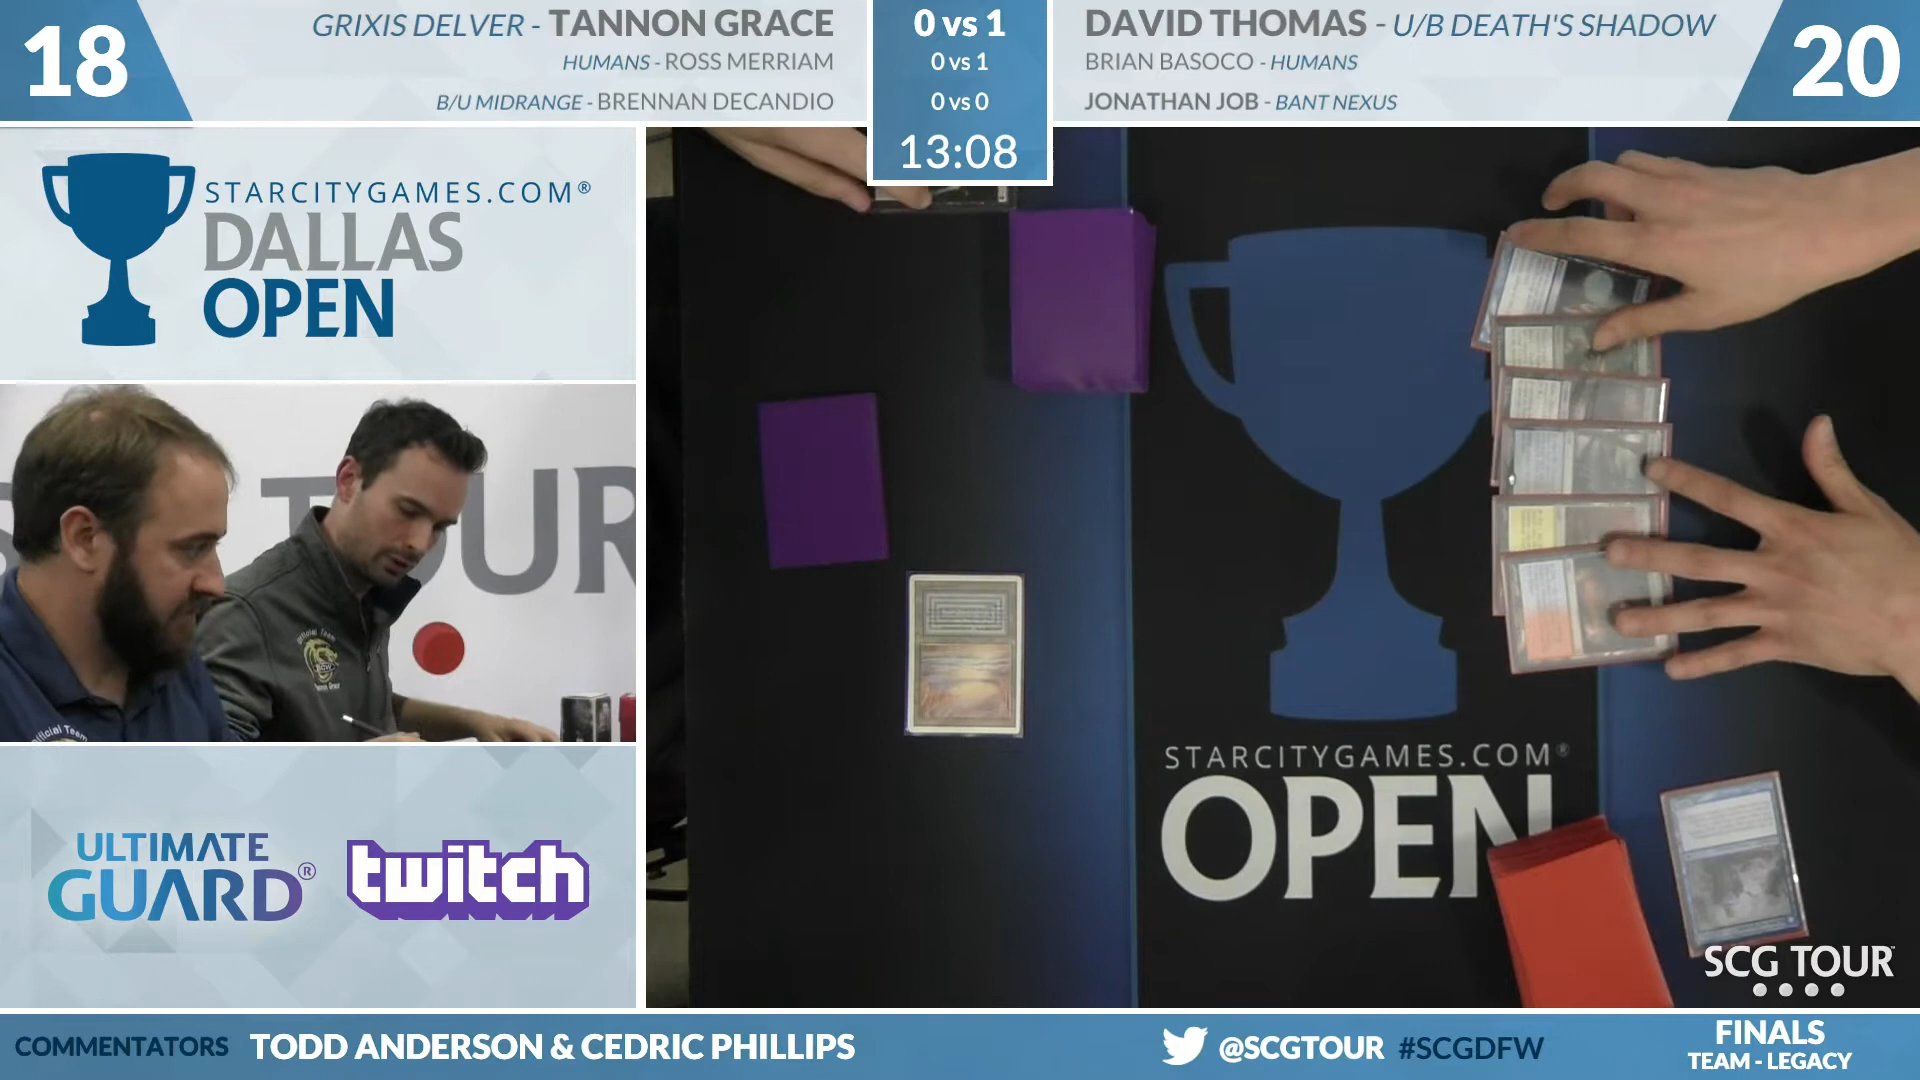 18
GRIXIS DELVER - TANNON GRACE
HUMANS - ROSS MERRIAM
B/U MIDRANGE - BRENNAN DECANDIO
0 vs 1
0 vs 1
0 vs 0
13:08
DAVID THOMAS - U/B DEATH'S SHADOW
BRIAN BASOCO - HUMANS
JONATHAN JOB - BANT NEXUS
20
STARCITYGAMES.COM®
DALLAS
OPEN
TOUR
Official Team
ULTIMATE
GUARD®
twitch
STARCITYGAMES.COM®
OPEN
SCG TOUR
COMMENTATORS TODD ANDERSON & CEDRIC PHILLIPS
@SCGTOUR #SCGDFW
FINALS
TEAM - LEGACY